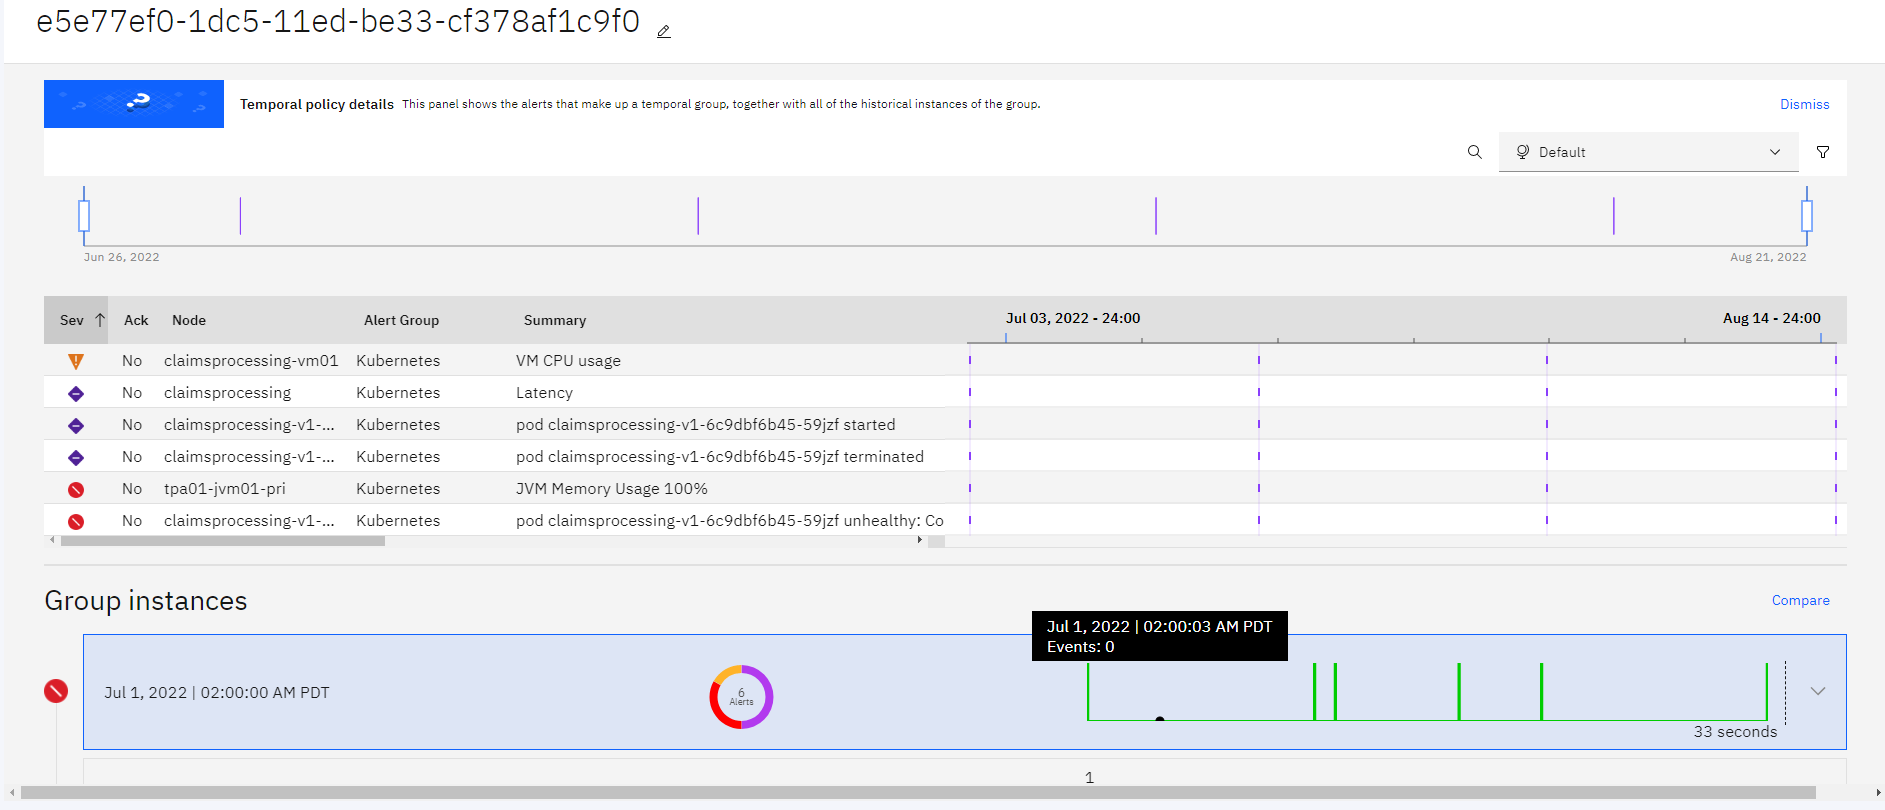 e5e77ef0-1dc5-11ed-be33-cf378af1c9f0
Temporal policy details This panel shows the alerts that make up a temporal group, together with all of the historical instances of the group. Dismiss
Default
Jun 26, 2022 Aug 21, 2022
Sev Ack Node Alert Group Summary Jul 03, 2022 - 24:00 Aug 14 - 24:00
No claimsprocessing-vm01 Kubernetes VM CPU usage
No claimsprocessing Kubernetes Latency
No claimsprocessing-v1-... Kubernetes pod claimsprocessing-v1-6c9dbf6b45-59jzf started
No claimsprocessing-v1-... Kubernetes pod claimsprocessing-v1-6c9dbf6b45-59jzf terminated
No tpa01-jvm01-pri Kubernetes JVM Memory Usage 100%
No claimsprocessing-v1-... Kubernetes pod claimsprocessing-v1-6c9dbf6b45-59jzf unhealthy: Co
Group instances Compare
Jul 1, 2022 | 02:00:03 AM PDT
Events: 0
Jul 1, 2022 | 02:00:00 AM PDT
6
Alerts
33 seconds
1